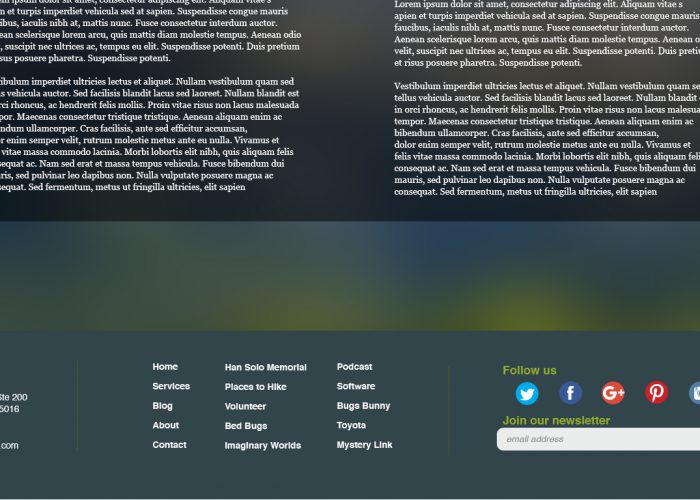 sum dolor sit amet, consectetur adipiscing elit. Aliquam vitae s
en et turpis imperdiet vehicula sed at sapien. Suspendisse congue mauris
ibus, iaculis nibh at, mattis nunc. Fusce consectetur interdum auctor.
ean scelerisque lorem arcu, quis mattis diam molestie tempus. Aenean odio
, suscipit nec ultrices ac, tempus eu elit. Suspendisse potenti. Duis pretium
sus posuere pharetra. Suspendisse potenti.
tibulum imperdiet ultricies lectus et aliquet. Nullam vestibulum quam sed
s vehicula auctor. Sed facilisis blandit lacus sed laoreet. Nullam blandit est
rci rhoncus, ac hendrerit felis mollis. Proin vitae risus non lacus malesuada
por. Maecenas consectetur tristique tristique. Aenean aliquam enim ac
bendum ullamcorper. Cras facilisis, ante sed efficitur accumsan,
or enim semper velit, rutrum molestie metus ante eu nulla. Vivamus et
vitae massa commodo lacinia. Morbi lobortis elit nibh, quis aliquam felis
sequat ac. Nam sed erat et massa tempus vehicula. Fusce bibendum dui
ris, sed pulvinar leo dapibus non. Nulla vulputate posuere magna ac
sequat. Sed fermentum, metus ut fringilla ultricies, elit sapien
Lorem ipsum dolor sit amet, consectetur adipiscing elit. Aliquam vitae s
apien et turpis imperdiet vehicula sed at sapien. Suspendisse congue mauris
faucibus, iaculis nibh at, mattis nunc. Fusce consectetur interdum auctor.
Aenean scelerisque lorem arcu, quis mattis diam molestie tempus. Aenean o
velit, suscipit nec ultrices ac, tempus eu elit. Suspendisse potenti. Duis preti
et risus posuere pharetra. Suspendisse potenti.
Vestibulum imperdiet ultricies lectus et aliquet. Nullam vestibulum quam se
tellus vehicula auctor. Sed facilisis blandit lacus sed laoreet. Nullam blandit
in orci rhoncus, ac hendrerit felis mollis. Proin vitae risus non lacus malesua
tempor. Maecenas consectetur tristique tristique. Aenean aliquam enim ac
bibendum ullamcorper. Cras facilisis, ante sed efficitur accumsan,
dolor enim semper velit, rutrum molestie metus ante eu nulla. Vivamus et
felis vitae massa commodo lacinia. Morbi lobortis elit nibh, quis aliquam feli
consequat ac. Nam sed erat et massa tempus vehicula. Fusce bibendum dui
mauris, sed pulvinar leo dapibus non. Nulla vulputate posuere magna ac
consequat. Sed fermentum, metus ut fringilla ultricies, elit sapien
te 200
5016
.com
Home
Services
Blog
About
Contact
Han Solo Memorial
Places to Hike
Volunteer
Bed Bugs
Imaginary Worlds
Podcast
Software
Bugs Bunny
Toyota
Mystery Link
Follow us
Join our newsletter
email address